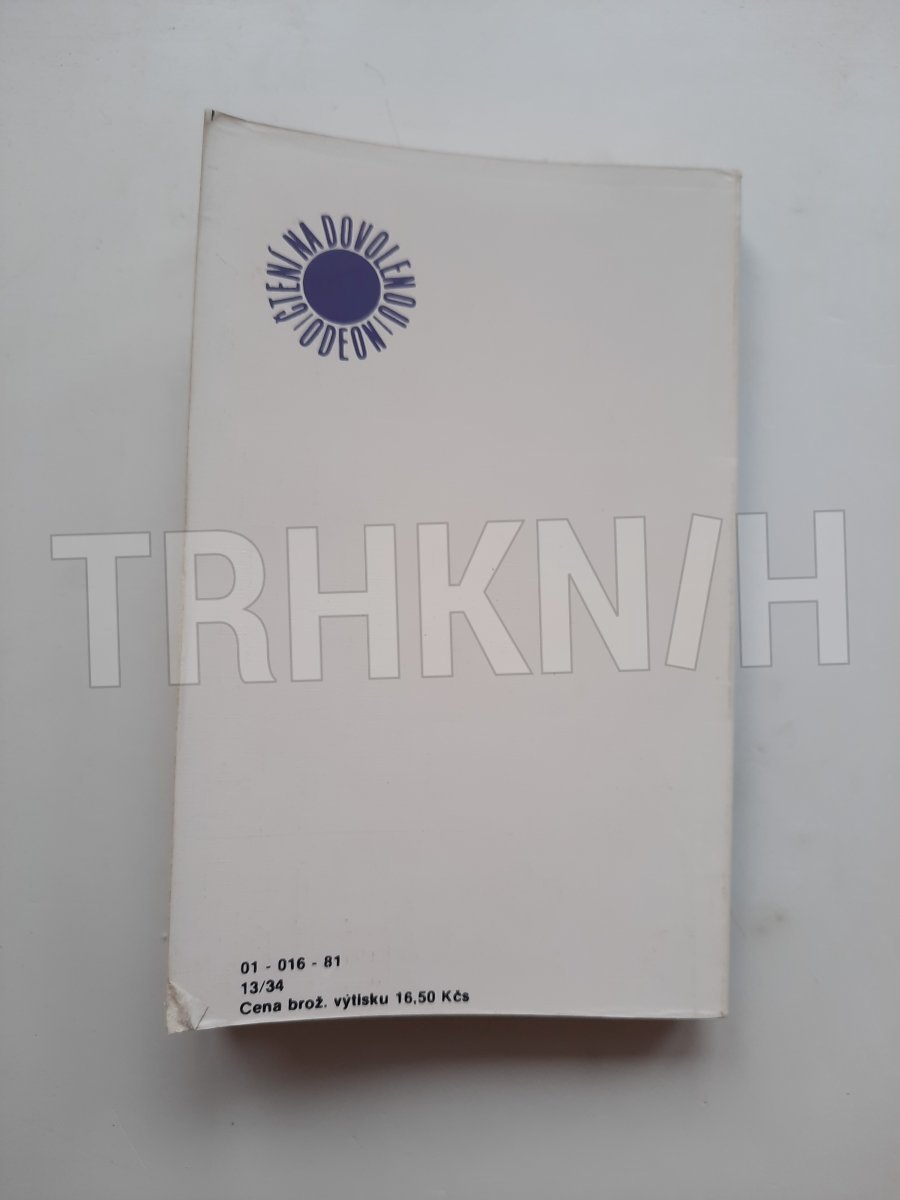 ČTENÍ NA DOVOLENOU | ODEON |
TRHKNIH
01 - 016 - 81
13/34
Cena brož. výtisku 16,50 Kčs